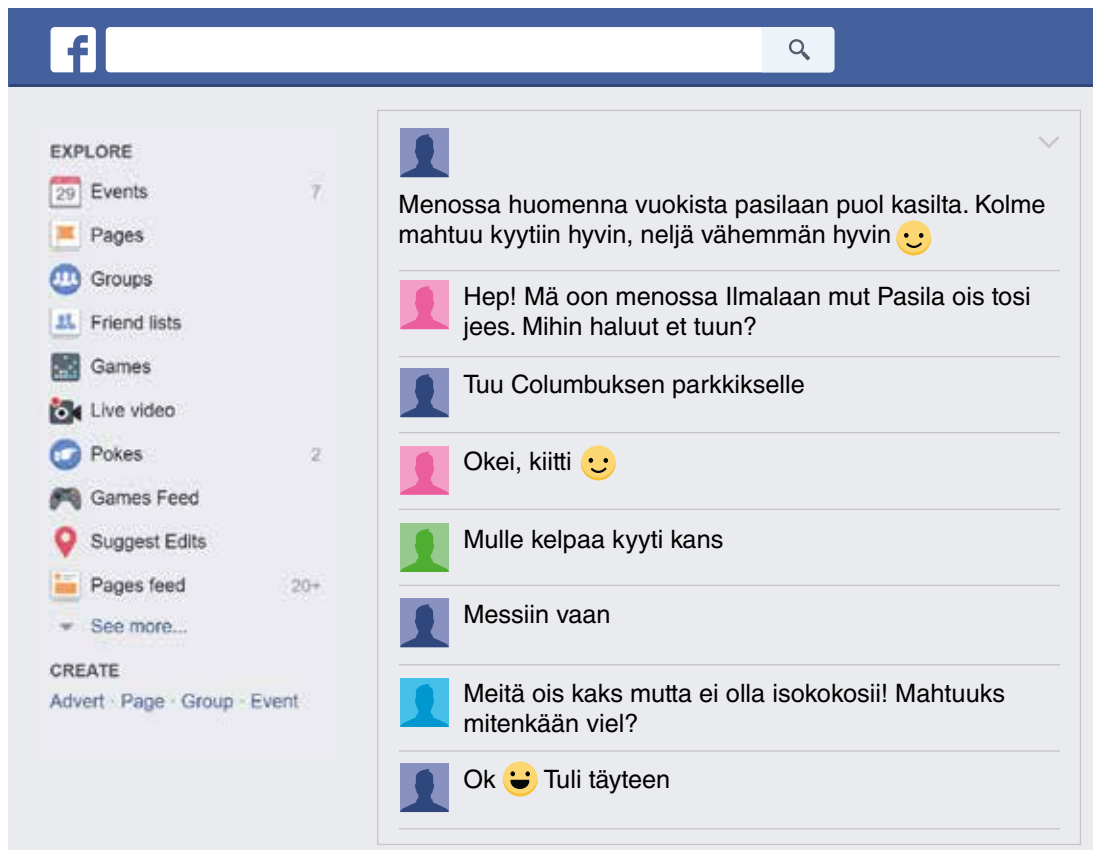 f
EXPLORE
29 Events 7
Pages
Groups
Friend lists
Games
Live video
Pokes 2
Games Feed
Suggest Edits
Pages feed 20+
See more...
CREATE
Advert · Page · Group · Event
Menossa huomenna vuokista pasilaan puol kasilta. Kolme
mahtuu kyytiin hyvin, neljä vähemmän hyvin
Hep! Mä oon menossa Ilmalaan mut Pasila ois tosi
jees. Mihin haluut et tuun?
Tuu Columbuksen parkkikselle
Okei, kiitti
Mulle kelpaa kyyti kans
Messiin vaan
Meitä ois kaks mutta ei olla isokokosii! Mahtuuks
mitenkään viel?
Ok Tuli täyteen